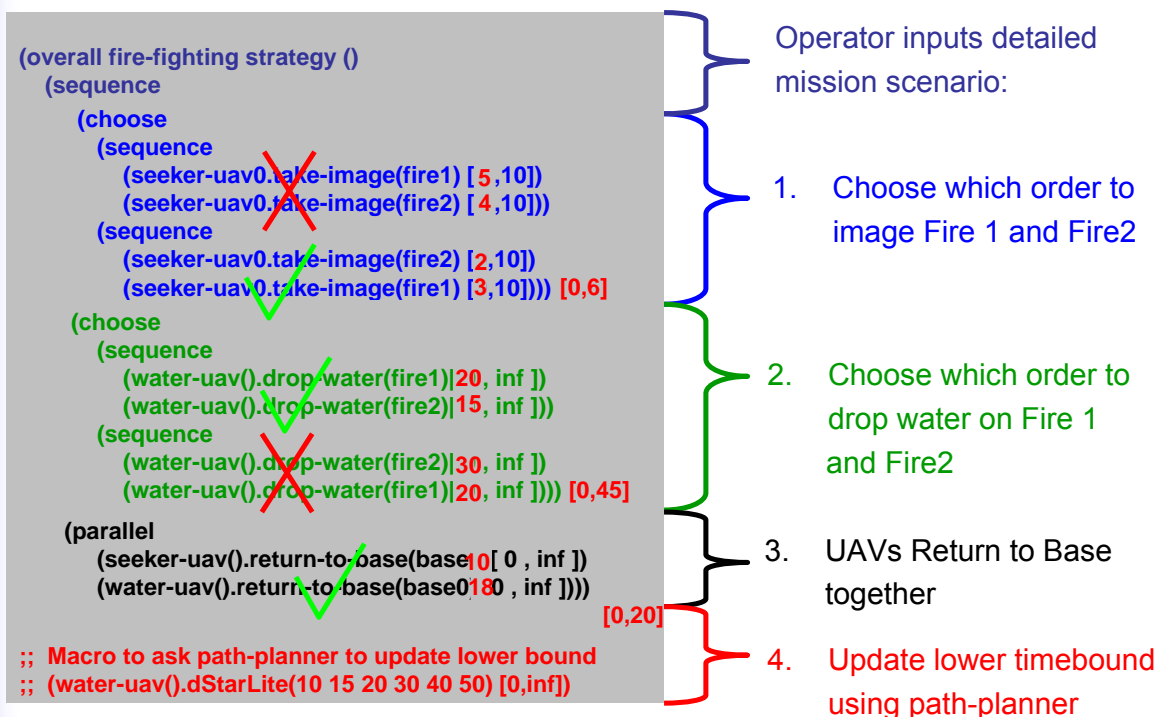 (overall fire-fighting strategy ()
(sequence
(choose
(sequence
(seeker-uav0.take-image(fire1) [ 5 ,10])
(seeker-uav0.take-image(fire2) [ 4 ,10]))
(sequence
(seeker-uav0.take-image(fire2) [2,10])
(seeker-uav0.take-image(fire1) [3,10]))) [0,6]
(choose
(sequence
(water-uav().drop-water(fire1)|20, inf ])
(water-uav().drop-water(fire2)|15, inf ]))
(sequence
(water-uav().drop-water(fire2)|30, inf ])
(water-uav().drop-water(fire1)|20, inf ]))) [0,45]
(parallel
(seeker-uav().return-to-base(base 10[ 0 , inf ])
(water-uav().return-to-base(base0 18 0 , inf ])))
[0,20]
;; Macro to ask path-planner to update lower bound
;; (water-uav().dStarLite(10 15 20 30 40 50) [0,inf])
Operator inputs detailed
mission scenario:
1. Choose which order to
image Fire 1 and Fire2
2. Choose which order to
drop water on Fire 1
and Fire2
3. UAVs Return to Base
together
4. Update lower timebound
using path-planner